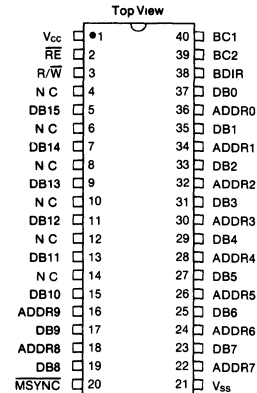 Top View
Vcc 1 40 BC1
RE 2 39 BC2
R/W 3 38 BDIR
N C 4 37 DB0
DB15 5 36 ADDR0
N C 6 35 DB1
DB14 7 34 ADDR1
N C 8 33 DB2
DB13 9 32 ADDR2
N C 10 31 DB3
DB12 11 30 ADDR3
N C 12 29 DB4
DB11 13 28 ADDR4
N C 14 27 DB5
DB10 15 26 ADDR5
ADDR9 16 25 DB6
DB9 17 24 ADDR6
ADDR8 18 23 DB7
DB8 19 22 ADDR7
MSYNC 20 21 Vss